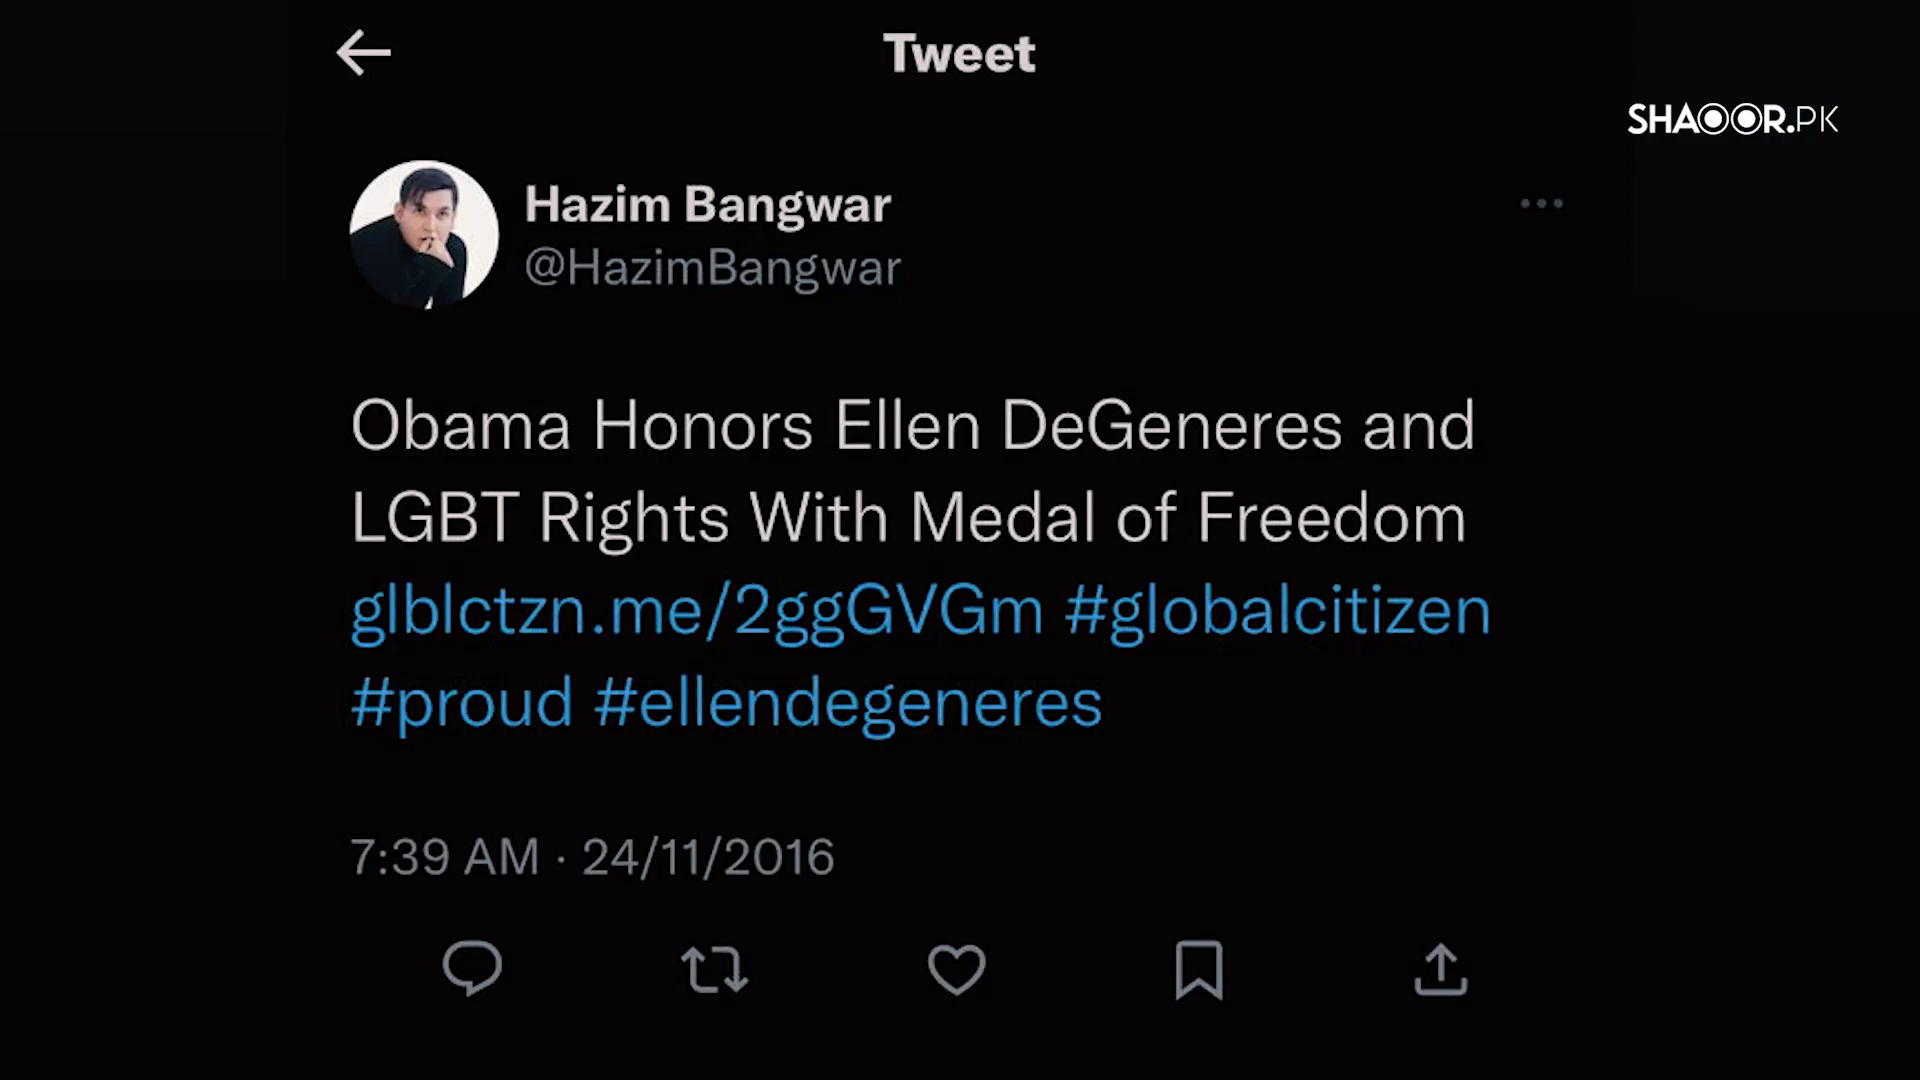 Tweet
SHAOOR.PK
Hazim Bangwar
@HazimBangwar
Obama Honors Ellen DeGeneres and
LGBT Rights With Medal of Freedom
glblctzn.me/2ggGVGm #globalcitizen
#proud #ellendegeneres
7:39 AM · 24/11/2016